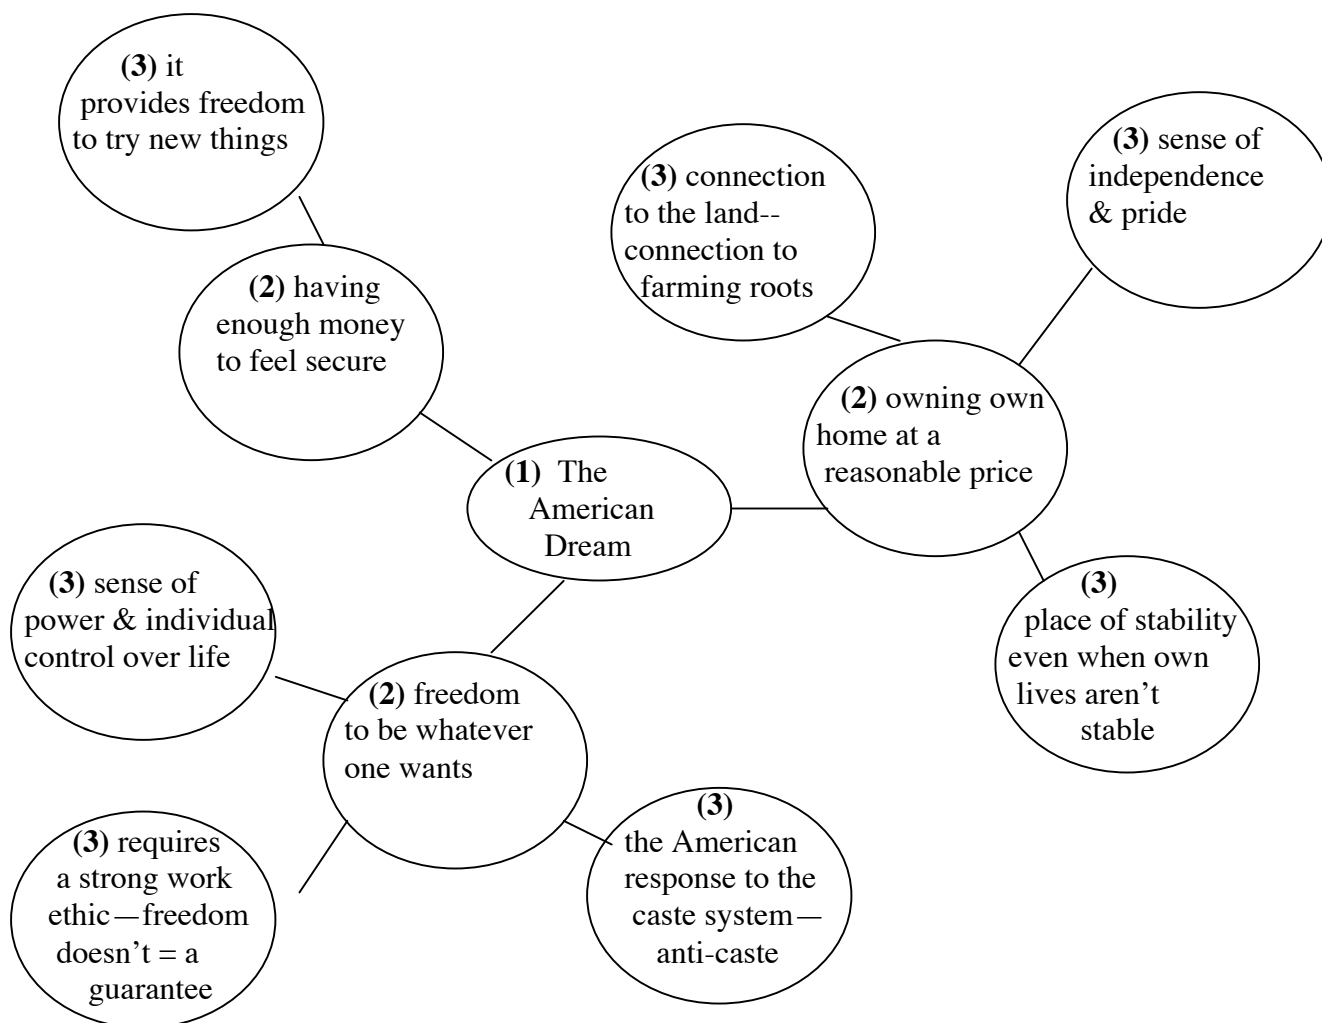 (3) it
provides freedom
to try new things
(3) connection
to the land--
connection to
farming roots
(3) sense of
independence
& pride
(2) having
enough money
to feel secure
(2) owning own
home at a
reasonable price
(1) The
American
Dream
(3) sense of
power & individual
control over life
(3)
place of stability
even when own
lives aren’t
stable
(2) freedom
to be whatever
one wants
(3) requires
a strong work
ethic—freedom
doesn’t = a
guarantee
(3)
the American
response to the
caste system—
anti-caste